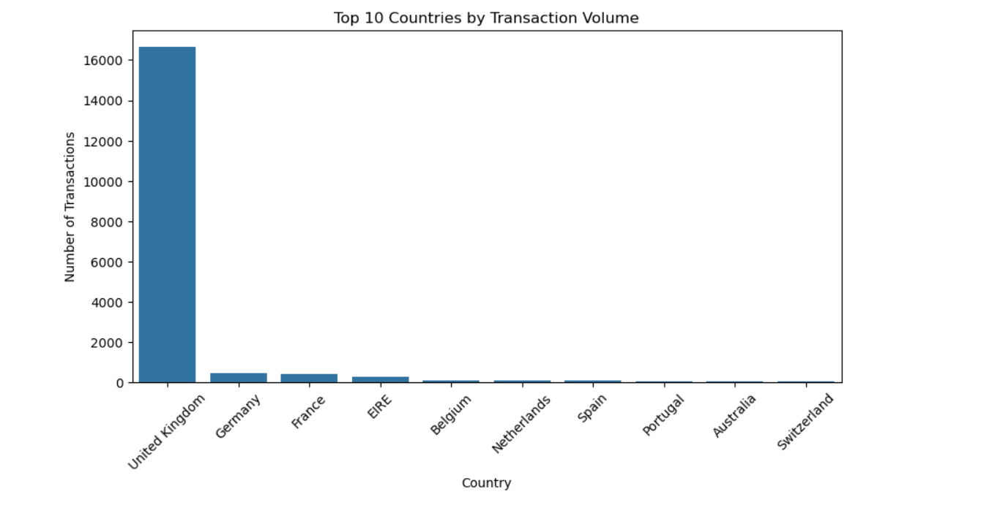 Top 10 Countries by Transaction Volume
Number of Transactions
16000
14000
12000
10000
8000
6000
4000
2000
0
United Kingdom
Germany
France
EIRE
Belgium
Netherlands
Spain
Portugal
Australia
Switzerland
Country